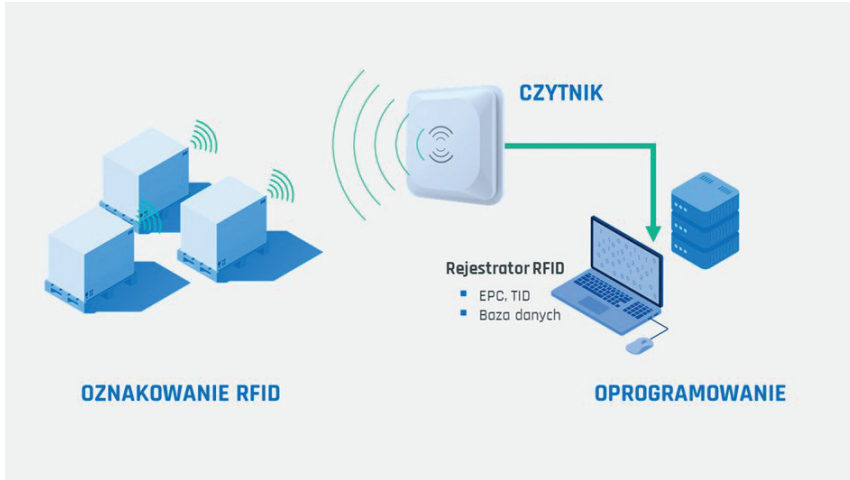 CZYTNIK
Rejestrator RFID
EPC, TID
Baza danych
OZNAKOWANIE RFID
OPROGRAMOWANIE